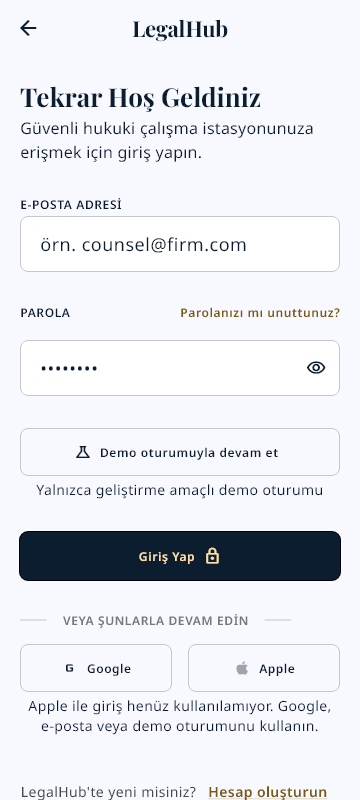 LegalHub
Tekrar Hoş Geldiniz
Güvenli hukuki çalışma istasyonunuza
erişmek için giriş yapın.
E-POSTA ADRESİ
örn. counsel@firm.com
PAROLA
Parolanızı mı unuttunuz?
••••••••
Demo oturumuyla devam et
Yalnızca geliştirme amaçlı demo oturumu
Giriş Yap
VEYA ŞUNLARLA DEVAM EDİN
G Google
Apple
Apple ile giriş henüz kullanılamıyor. Google,
e-posta veya demo oturumunu kullanın.
LegalHub'te yeni misiniz? Hesap oluşturun